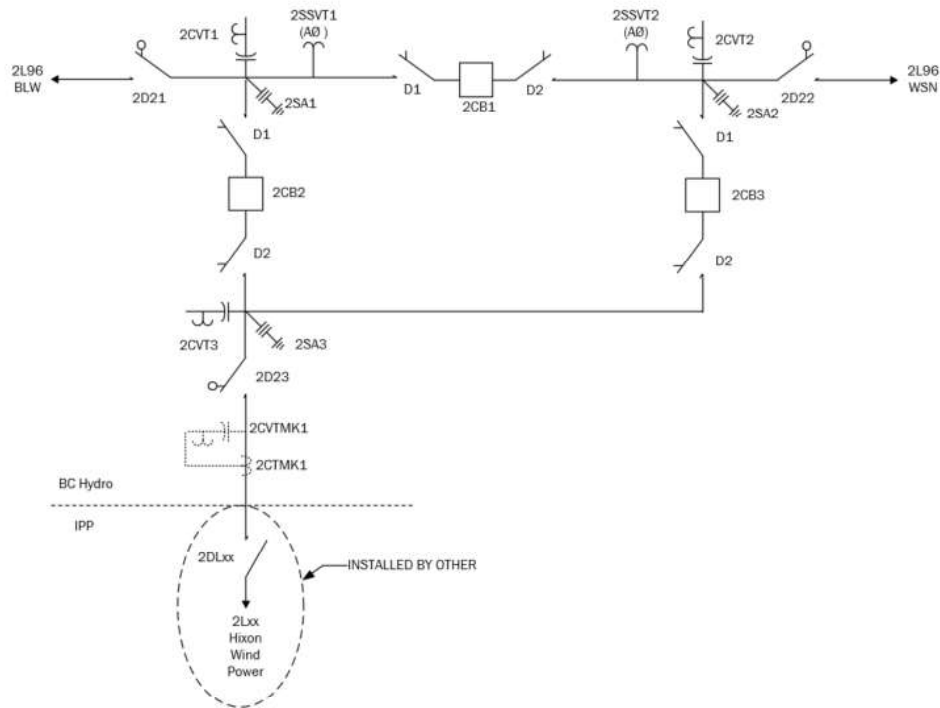 2SSVT1
(AØ )
2SSVT2
(AØ)
2CVT1
2CVT2
2L96
BLW
2D21
2SA1
D1
2CB1
D2
2SA2
2D22
2L96
WSN
D1
D1
2CB2
2CB3
D2
D2
2CVT3
2SA3
2D23
2CVTMK1
2CTMK1
BC Hydro
IPP
2DLxx
INSTALLED BY OTHER
2Lxx
Hixon
Wind
Power